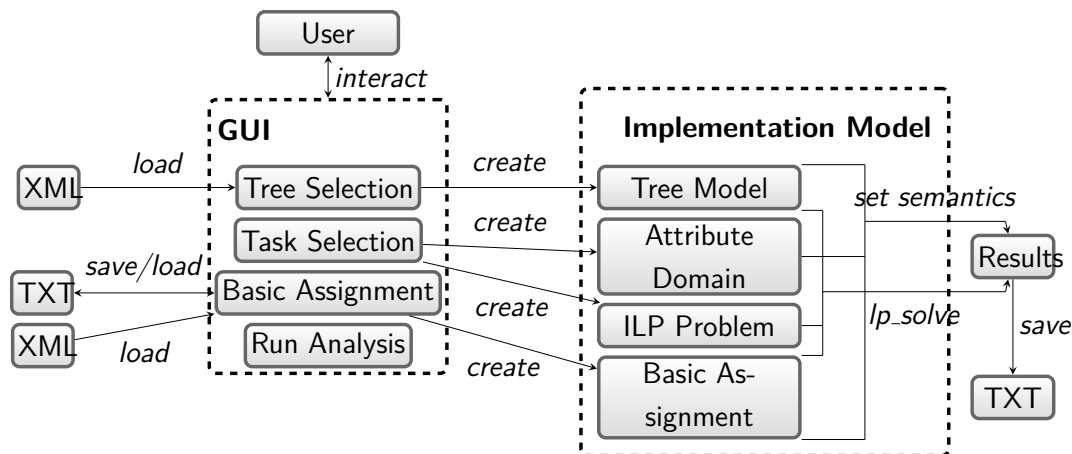 User
interact
GUI
Implementation Model
load
create
XML
Tree Selection
Tree Model
set semantics
create
Task Selection
Attribute
Domain
Results
save/load
TXT
Basic Assignment
create
ILP Problem
lp_solve
save
XML
load
Run Analysis
create
Basic As-
signment
TXT